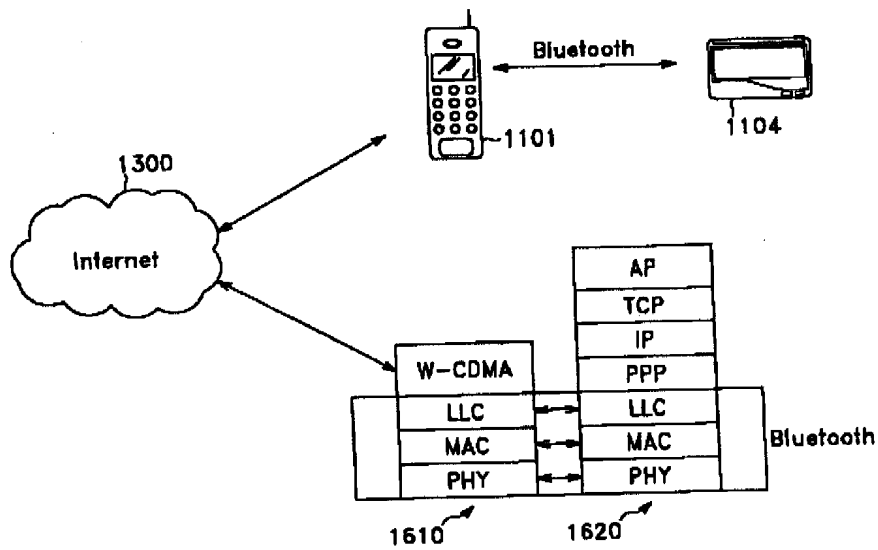 Bluetooth
1101
1104
1300
Internet
AP
TCP
IP
W-CDMA
PPP
LLC
LLC
MAC
MAC
Bluetooth
PHY
PHY
1610
1620